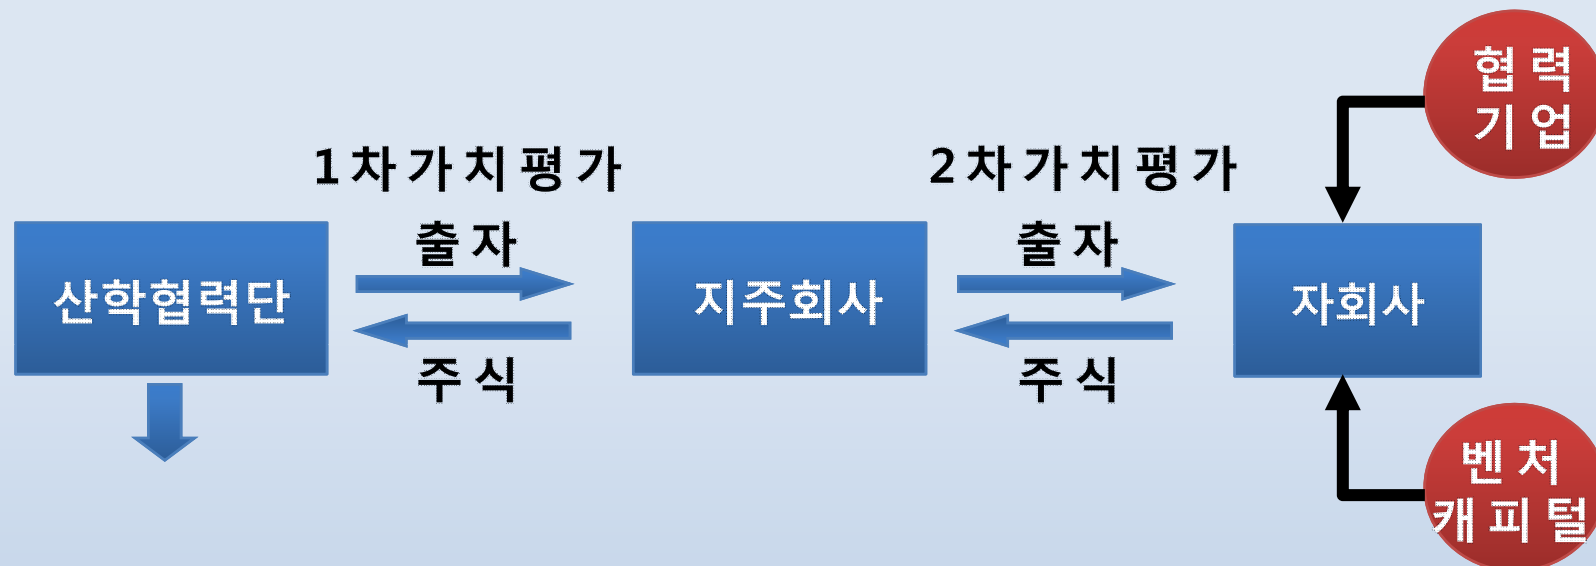 협력
기업
1차가치평가
2차가치평가
출자
출자
산학협력단
지주회사
자회사
주식
주식
벤처
캐피털